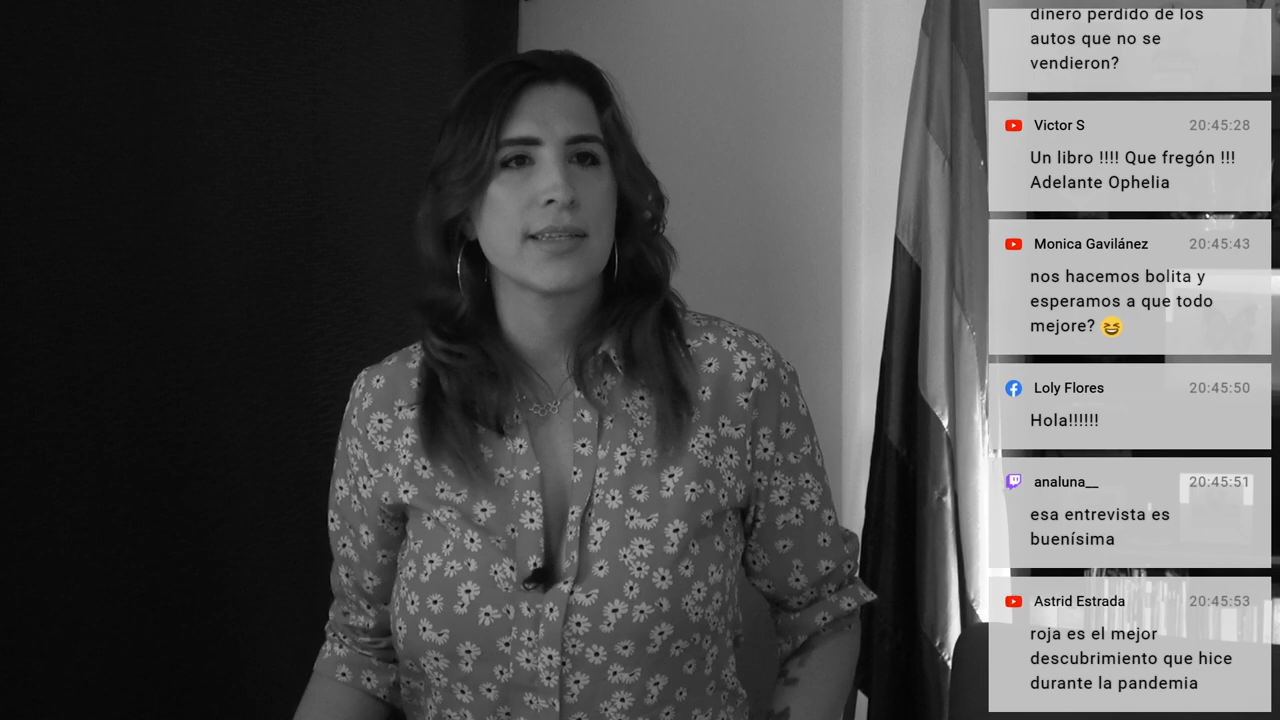 dinero perdido de los
autos que no se
vendieron?
Victor S 20:45:28
Un libro !!!! Que fregón !!!
Adelante Ophelia
Monica Gavilánez 20:45:43
nos hacemos bolita y
esperamos a que todo
mejore? 😆
Loly Flores 20:45:50
Hola!!!!!!
analuna__ 20:45:51
esa entrevista es
buenísima
Astrid Estrada 20:45:53
roja es el mejor
descubrimiento que hice
durante la pandemia